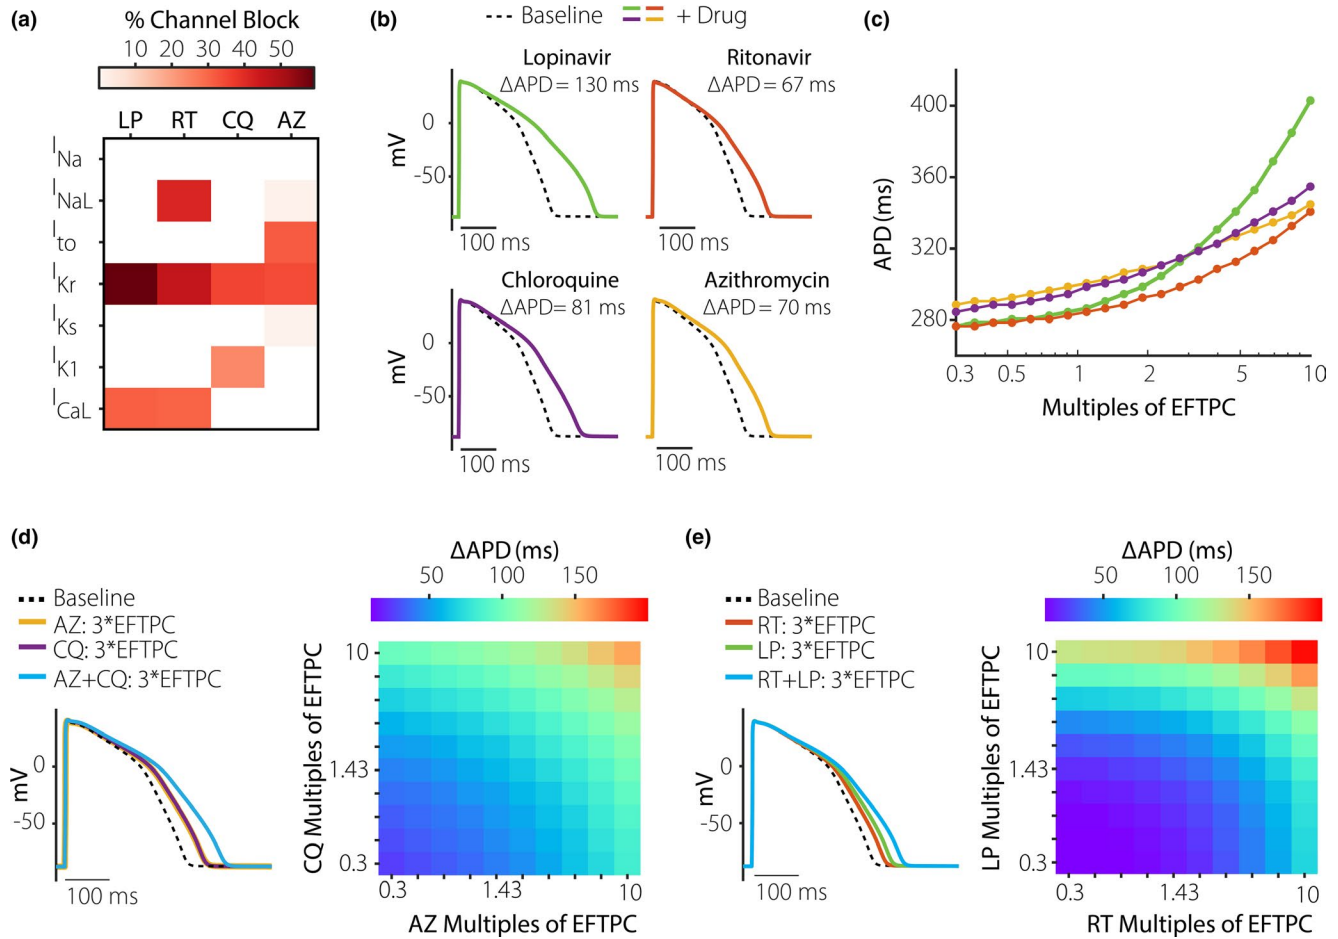 (a)
% Channel Block
10 20 30 40 50
LP RT CQ AZ
INa
INaL
Ito
IKr
IKs
IK1
ICaL
(b)
Baseline + Drug
Lopinavir
ΔAPD = 130 ms
Ritonavir
ΔAPD = 67 ms
0
-50
mV
100 ms
100 ms
Chloroquine
ΔAPD = 81 ms
Azithromycin
ΔAPD = 70 ms
0
-50
mV
100 ms
100 ms
(c)
400
360
320
280
APD (ms)
0.3 0.5 1 2 5 10
Multiples of EFTPC
(d)
Baseline
AZ: 3*EFTPC
CQ: 3*EFTPC
AZ+CQ: 3*EFTPC
0
-50
mV
100 ms
ΔAPD (ms)
50 100 150
10
1.43
0.3
CQ Multiples of EFTPC
0.3 1.43 10
AZ Multiples of EFTPC
(e)
Baseline
RT: 3*EFTPC
LP: 3*EFTPC
RT+LP: 3*EFTPC
0
-50
mV
100 ms
ΔAPD (ms)
50 100 150
10
1.43
0.3
LP Multiples of EFTPC
0.3 1.43 10
RT Multiples of EFTPC